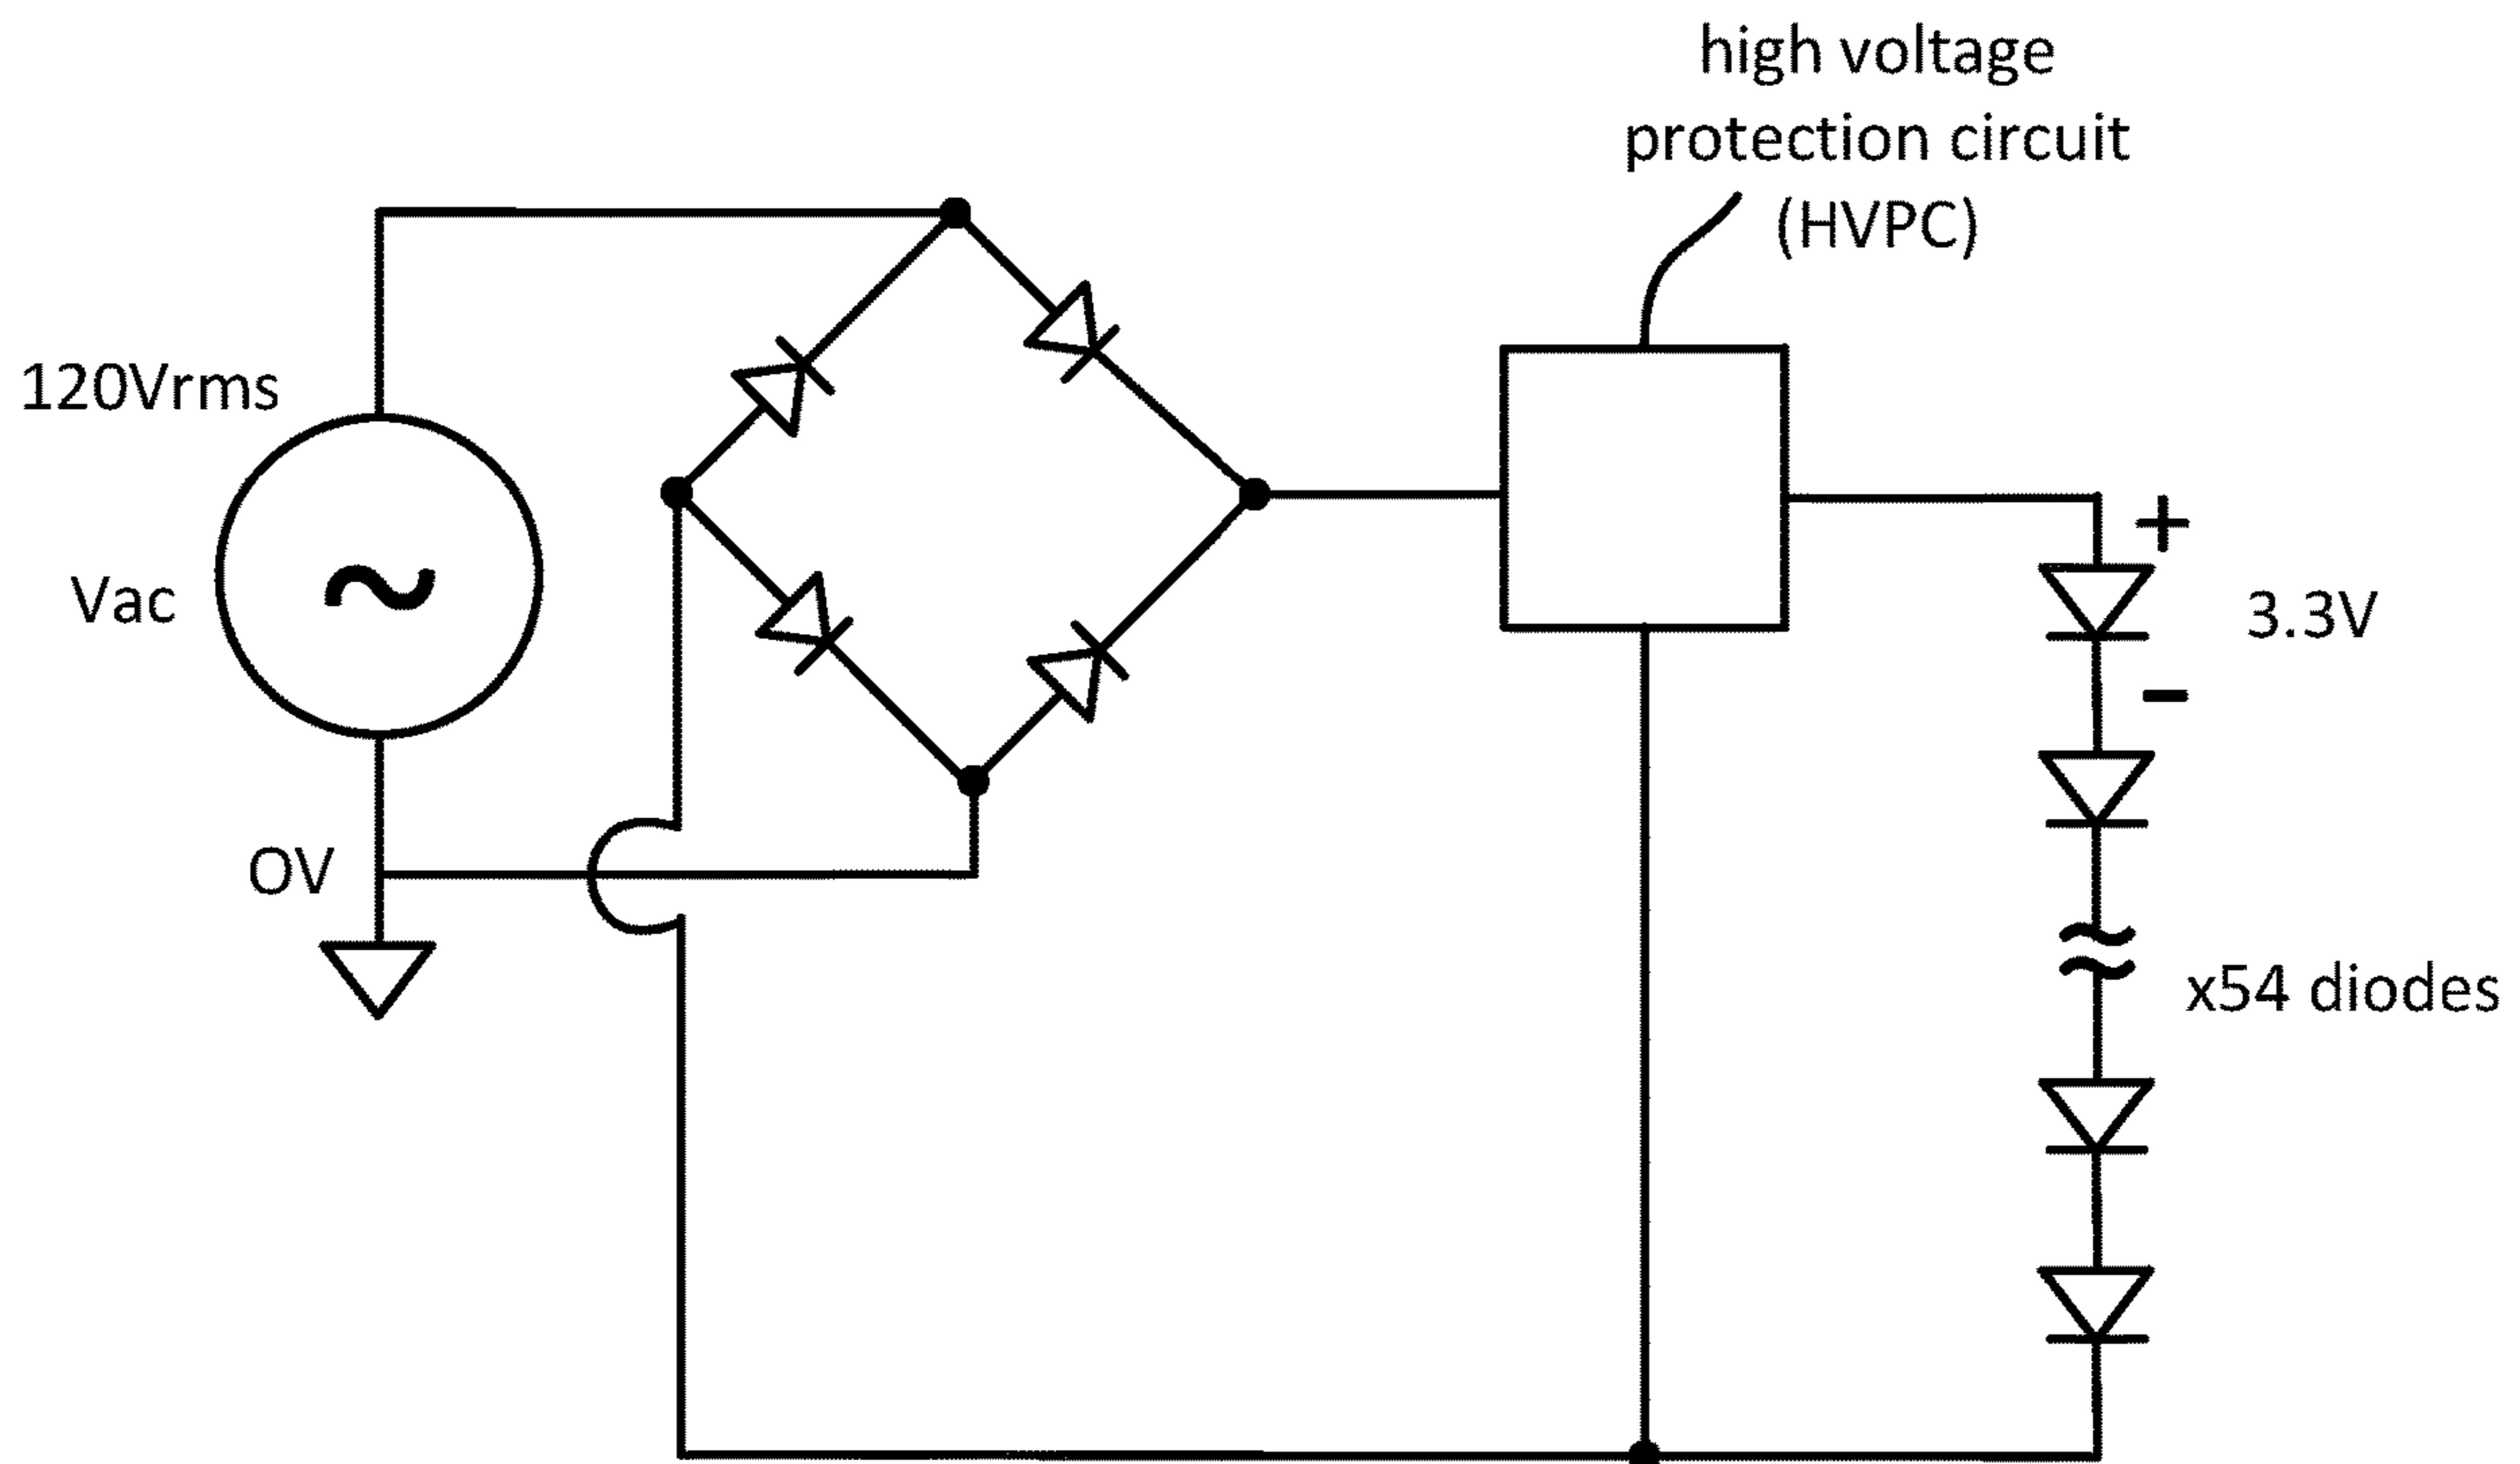 high voltage
protection circuit
(HVPC)
120Vrms
Vac
+
3.3V
-
0V
x54 diodes